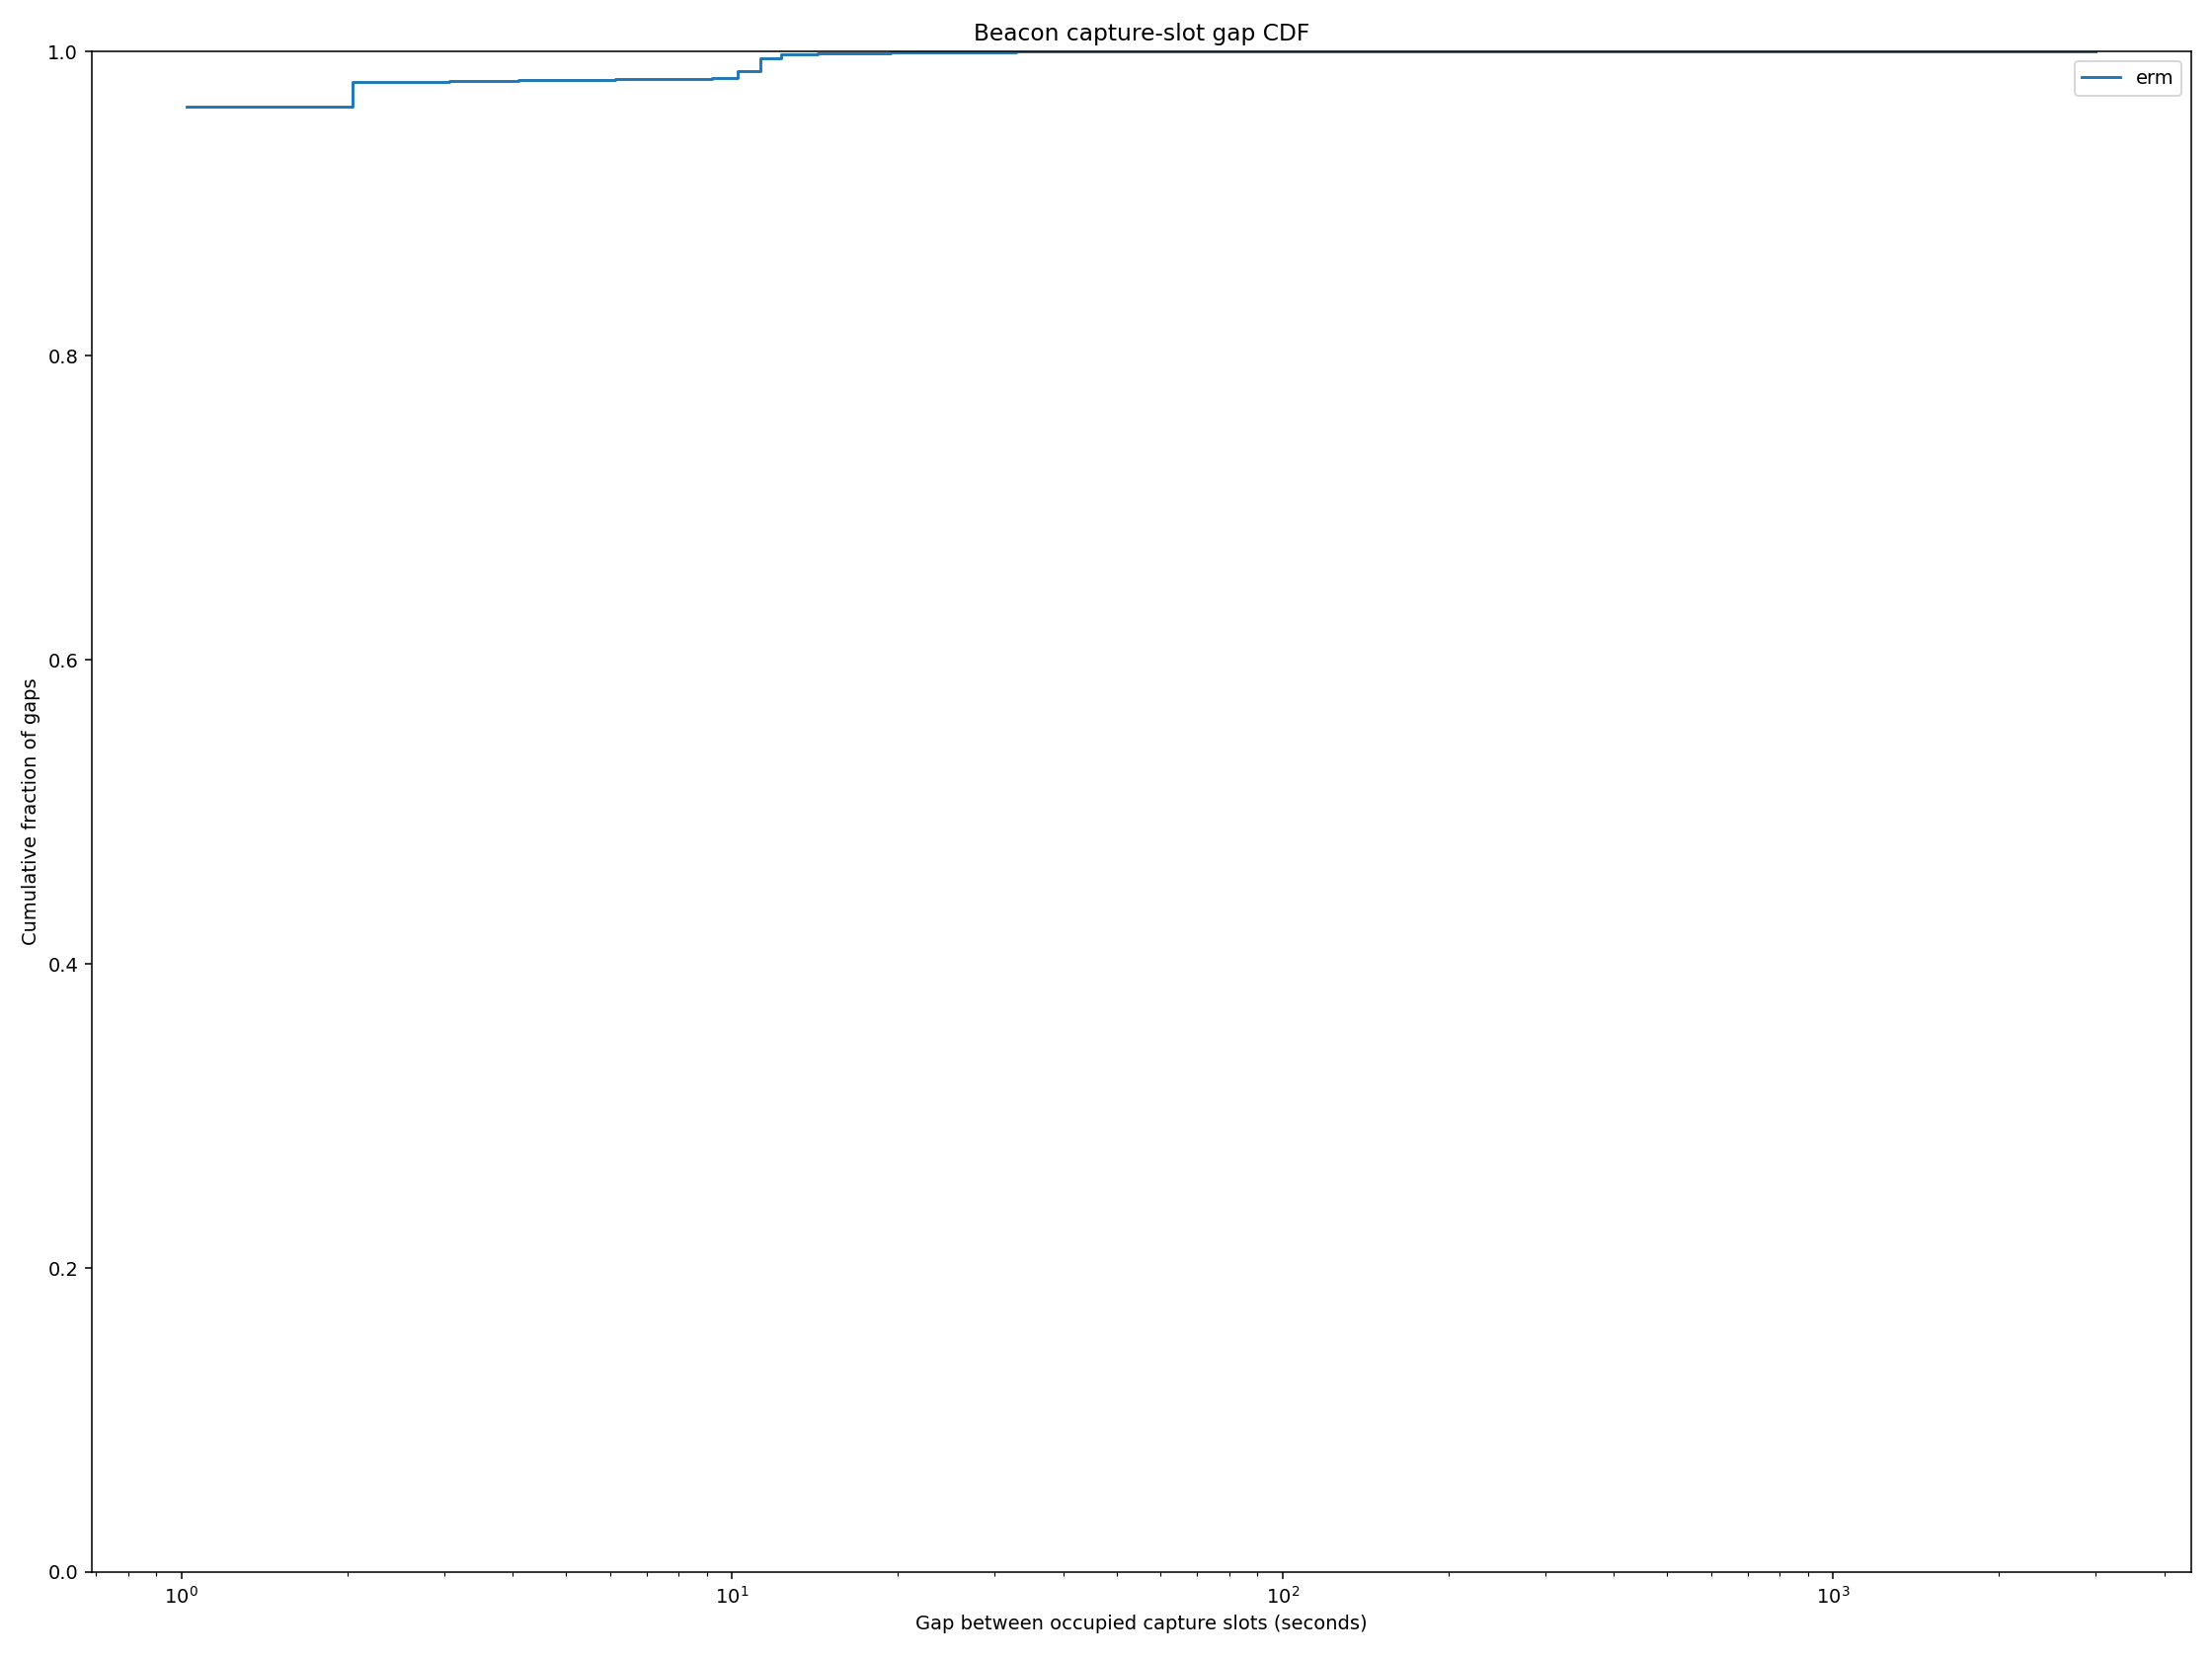 Beacon capture-slot gap CDF
erm
1.0
0.8
0.6
0.4
0.2
0.0
Cumulative fraction of gaps
10⁰
10¹
10²
10³
Gap between occupied capture slots (seconds)